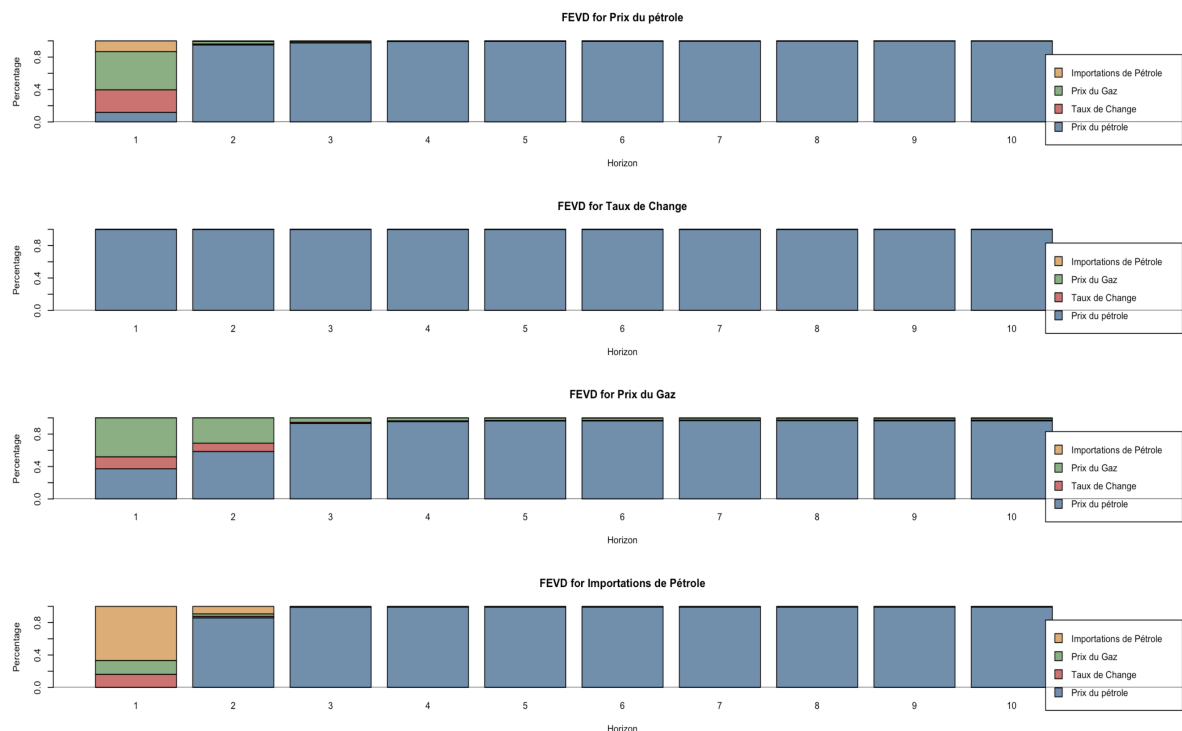 FEVD for Prix du pétrole
Percentage
0.0 0.4 0.8
1 2 3 4 5 6 7 8 9 10
Horizon
Importations de Pétrole
Prix du Gaz
Taux de Change
Prix du pétrole
FEVD for Taux de Change
Percentage
0.0 0.4 0.8
1 2 3 4 5 6 7 8 9 10
Horizon
Importations de Pétrole
Prix du Gaz
Taux de Change
Prix du pétrole
FEVD for Prix du Gaz
Percentage
0.0 0.4 0.8
1 2 3 4 5 6 7 8 9 10
Horizon
Importations de Pétrole
Prix du Gaz
Taux de Change
Prix du pétrole
FEVD for Importations de Pétrole
Percentage
0.0 0.4 0.8
1 2 3 4 5 6 7 8 9 10
Horizon
Importations de Pétrole
Prix du Gaz
Taux de Change
Prix du pétrole